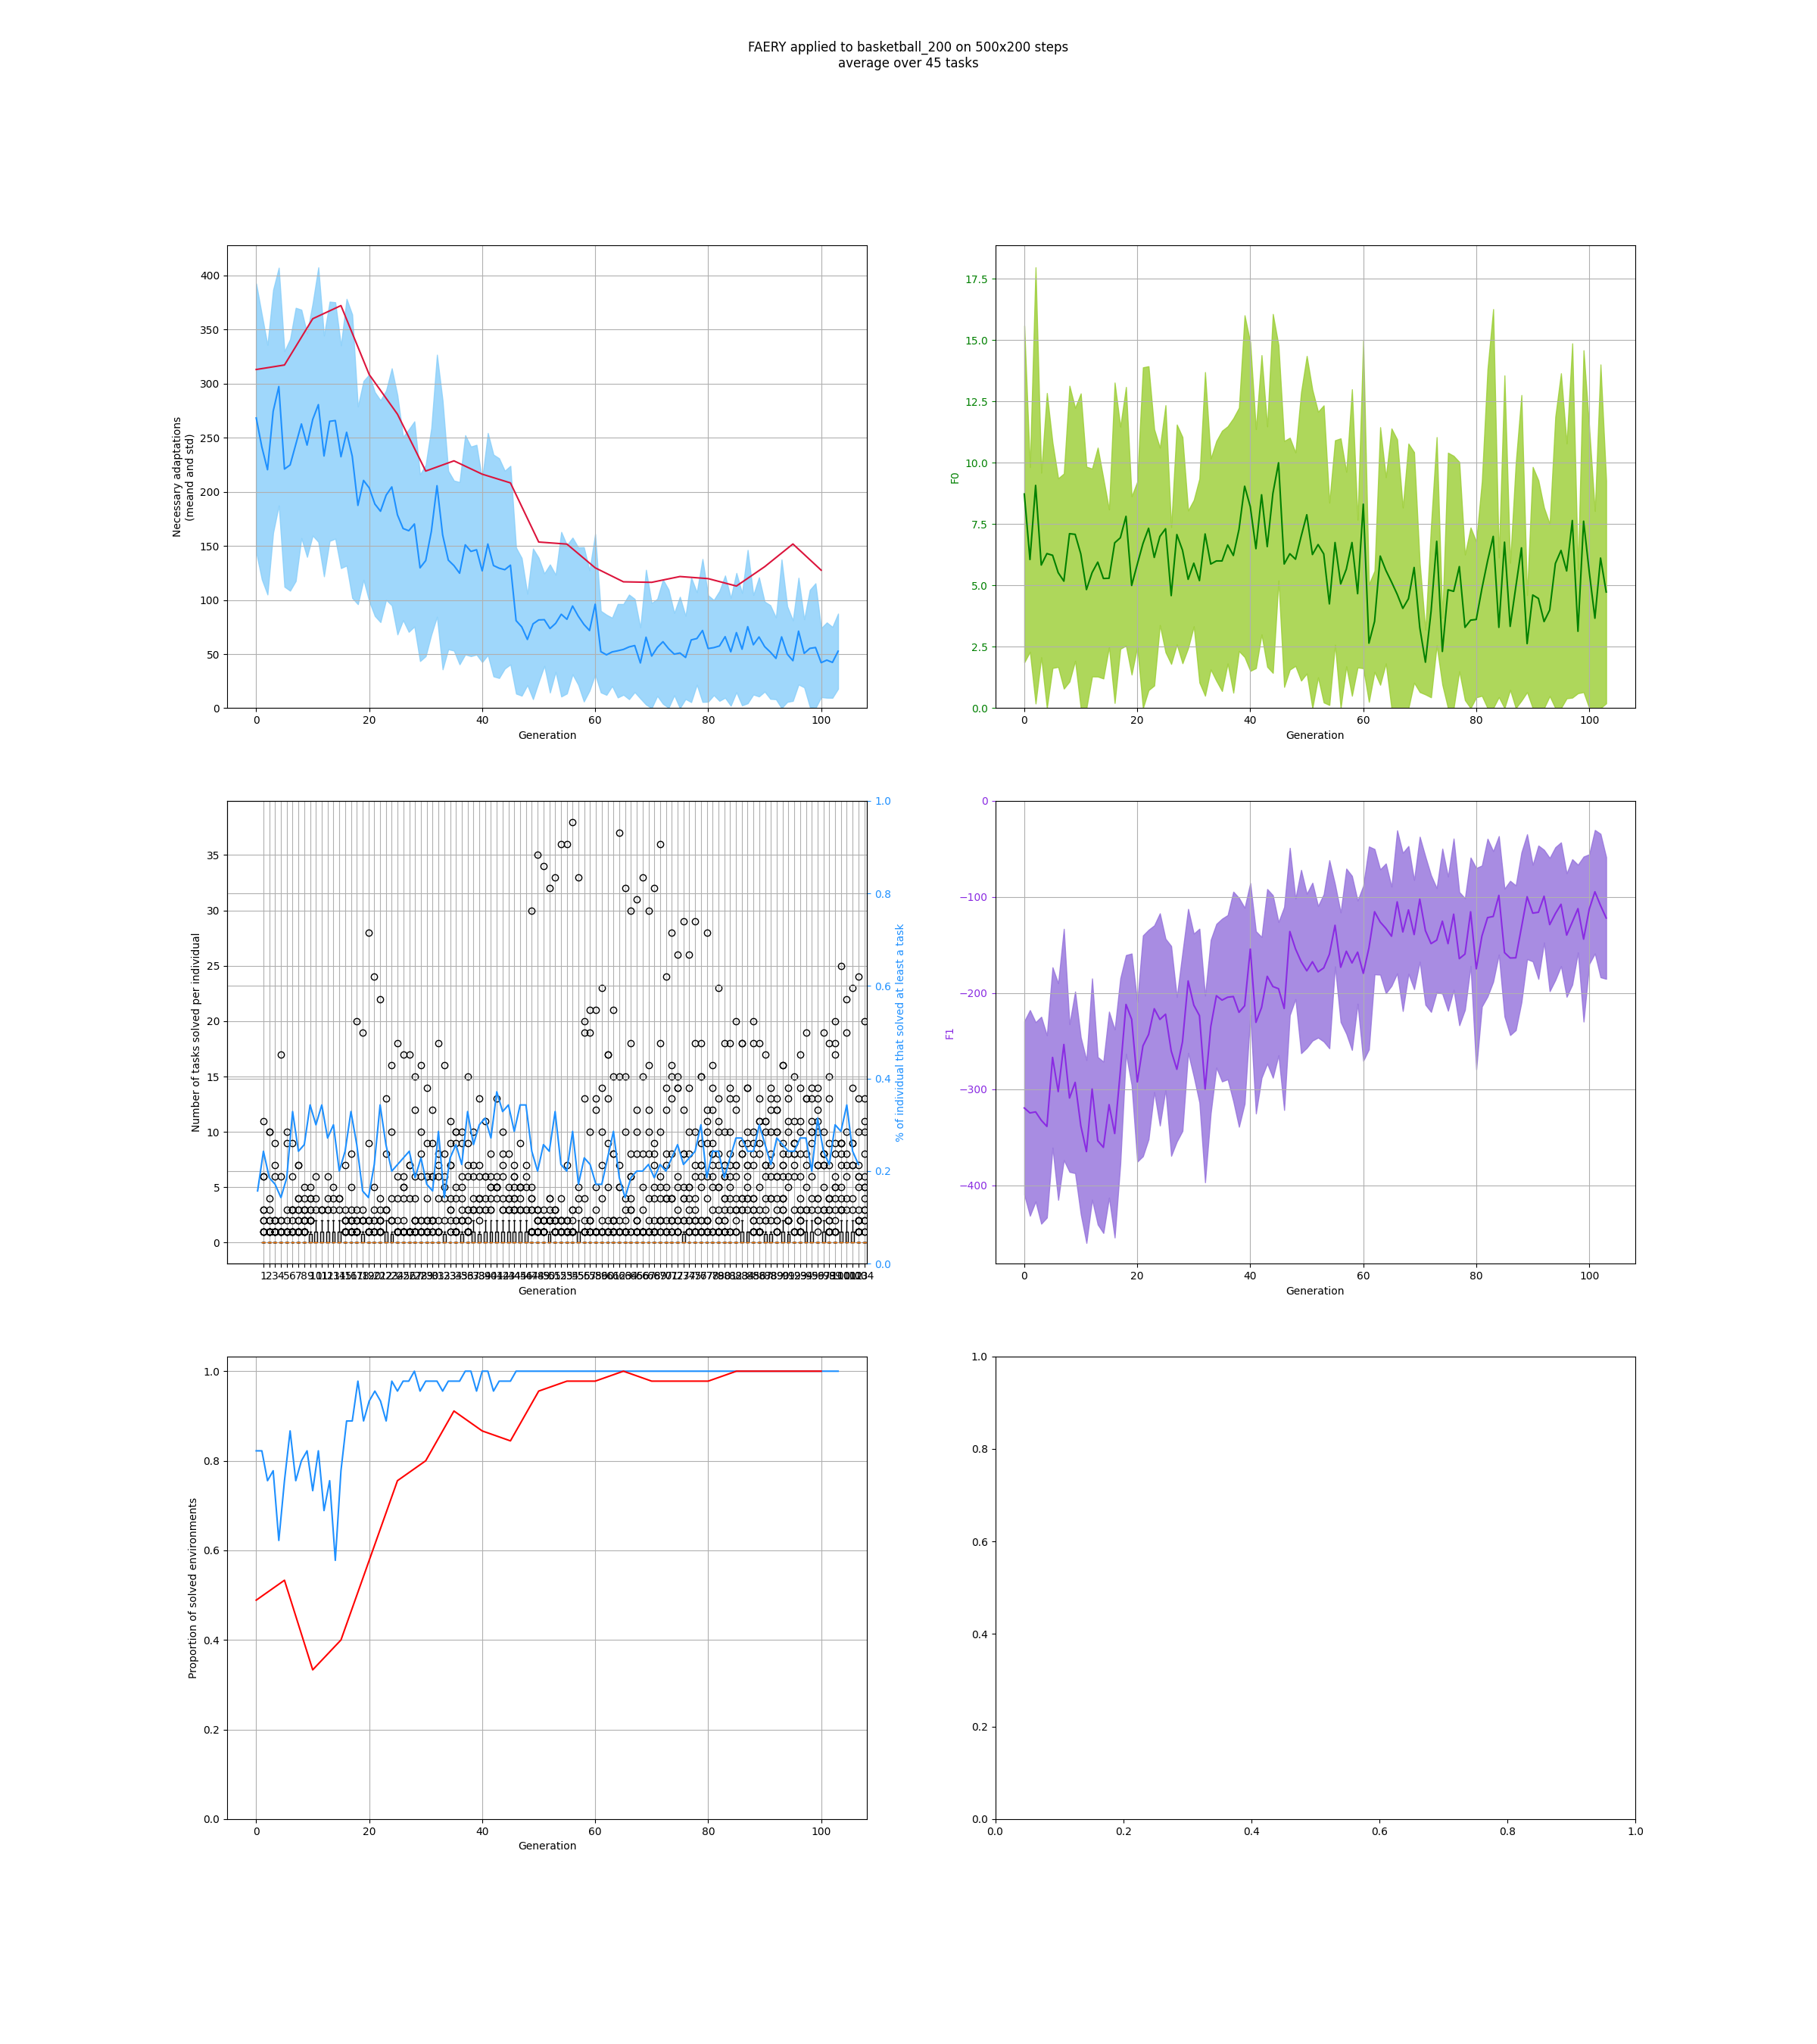 FAERY applied to basketball_200 on 500x200 steps
average over 45 tasks
400
350
300
250
200
150
100
50
0
Necessary adaptations
(meand and std)
0 20 40 60 80 100
Generation
17.5
15.0
12.5
10.0
7.5
5.0
2.5
0.0
F0
0 20 40 60 80 100
Generation
35
30
25
20
15
10
5
0
Number of tasks solved per individual
1.0
0.8
0.6
0.4
0.2
0.0
% of individual that solved at least a task
Generation
0
−100
−200
−300
−400
F1
0 20 40 60 80 100
Generation
1.0
0.8
0.6
0.4
0.2
0.0
Proportion of solved environments
0 20 40 60 80 100
Generation
1.0
0.8
0.6
0.4
0.2
0.0
0.0 0.2 0.4 0.6 0.8 1.0